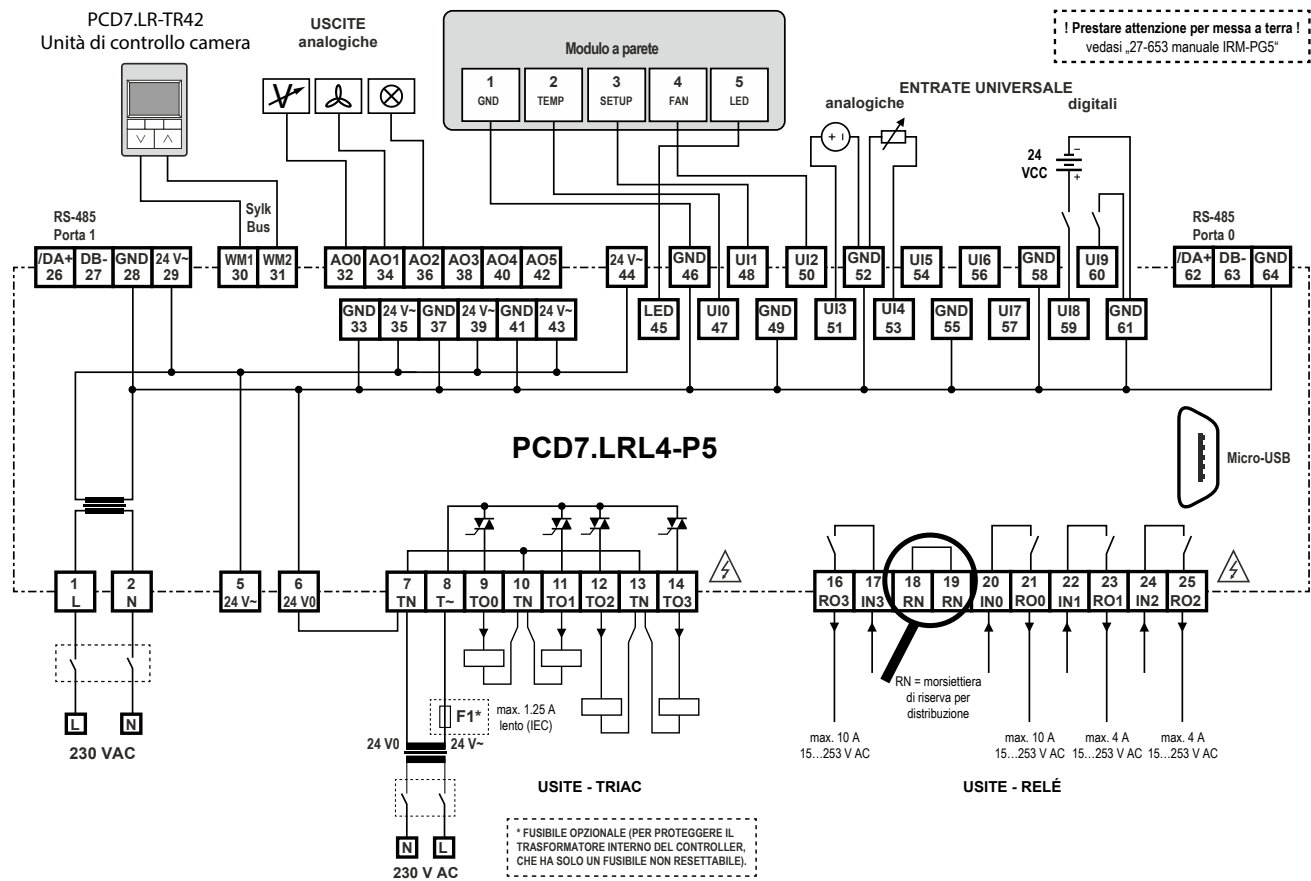 PCD7.LR-TR42
Unità di controllo camera
USCITE
analogiche
Modulo a parete
1 2 3 4 5
GND TEMP SETUP FAN LED
! Prestare attenzione per messa a terra !
vedasi „27-653 manuale IRM-PG5“
ENTRATE UNIVERSALE
analogiche digitali
24
VCC
RS-485
Porta 1
Sylk
Bus
RS-485
Porta 0
/DA+ DB- GND 24 V~ WM1 WM2 AO0 AO1 AO2 AO3 AO4 AO5 24 V~ GND UI1 UI2 GND UI5 UI6 GND UI9 /DA+ DB- GND
26 27 28 29 30 31 32 34 36 38 40 42 44 46 48 50 52 54 56 58 60 62 63 64
GND 24 V~ GND 24 V~ GND 24 V~ LED UI0 GND UI3 UI4 GND UI7 UI8 GND
33 35 37 39 41 43 45 47 49 51 53 55 57 59 61
PCD7.LRL4-P5
Micro-USB
1 2 5 6 7 8 9 10 11 12 13 14 16 17 18 19 20 21 22 23 24 25
L N 24 V~ 24 V0 TN T~ TO0 TN TO1 TO2 TN TO3 RO3 IN3 RN RN IN0 RO0 IN1 RO1 IN2 RO2
L N
230 VAC
F1*
max. 1.25 A
lento (IEC)
24 V0 24 V~
N L
230 V AC
USITE - TRIAC
* FUSIBILE OPZIONALE (PER PROTEGGERE IL
TRASFORMATORE INTERNO DEL CONTROLLER,
CHE HA SOLO UN FUSIBILE NON RESETTABILE).
RN = morsiettiera
di riserva per
distribuzione
max. 10 A
15...253 V AC
max. 10 A
15...253 V AC
max. 4 A
15...253 V AC
max. 4 A
15...253 V AC
USITE - RELÉ